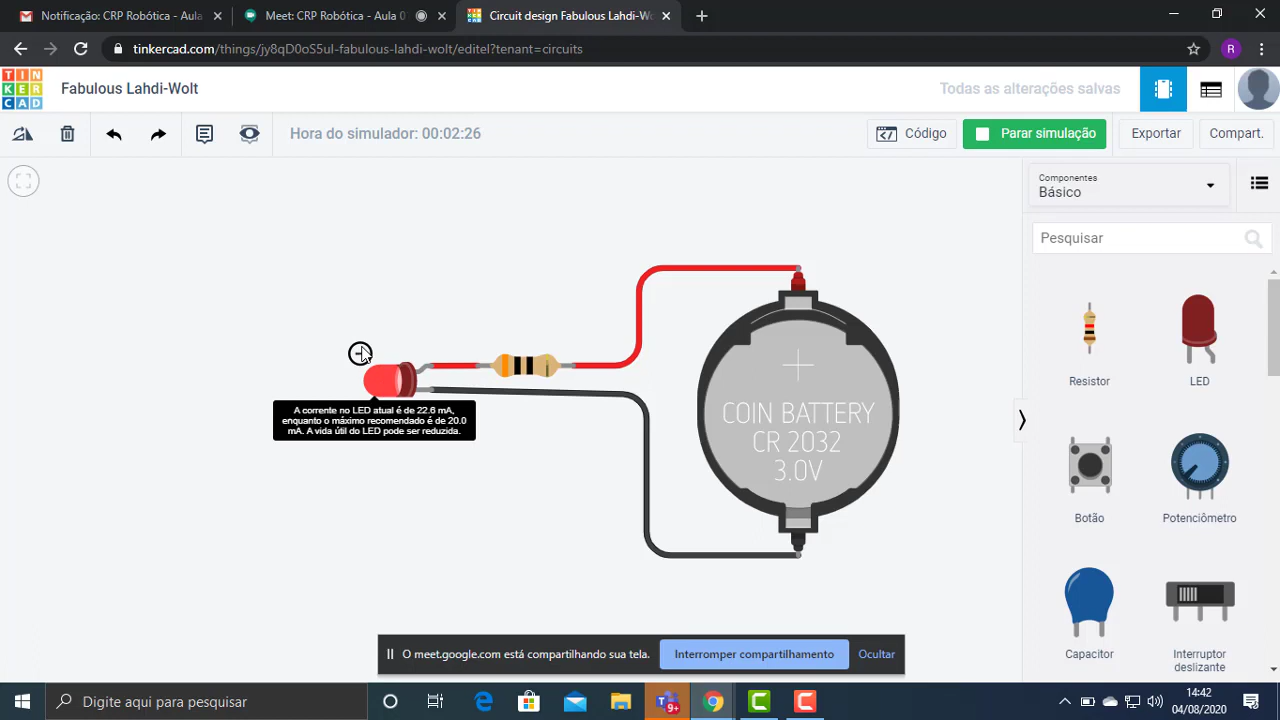 Notificação: CRP Robótica - Aula
Meet: CRP Robótica - Aula 0
Circuit design Fabulous Lahdi-Wo
tinkercad.com/things/jy8qD0oS5ul-fabulous-lahdi-wolt/editel?tenant=circuits
R
TIN
KER
CAD
Fabulous Lahdi-Wolt
Todas as alterações salvas
Hora do simulador: 00:02:26
Código
Parar simulação
Exportar
Compart.
Componentes
Básico
Pesquisar
Resistor
LED
Botão
Potenciômetro
Capacitor
Interruptor
deslizante
A corrente no LED atual é de 22.6 mA,
enquanto o máximo recomendado é de 20.0
mA. A vida útil do LED pode ser reduzida.
COIN BATTERY
CR 2032
3.0V
O meet.google.com está compartilhando sua tela.
Interromper compartilhamento
Ocultar
Digite aqui para pesquisar
9+
14:42
04/08/2020